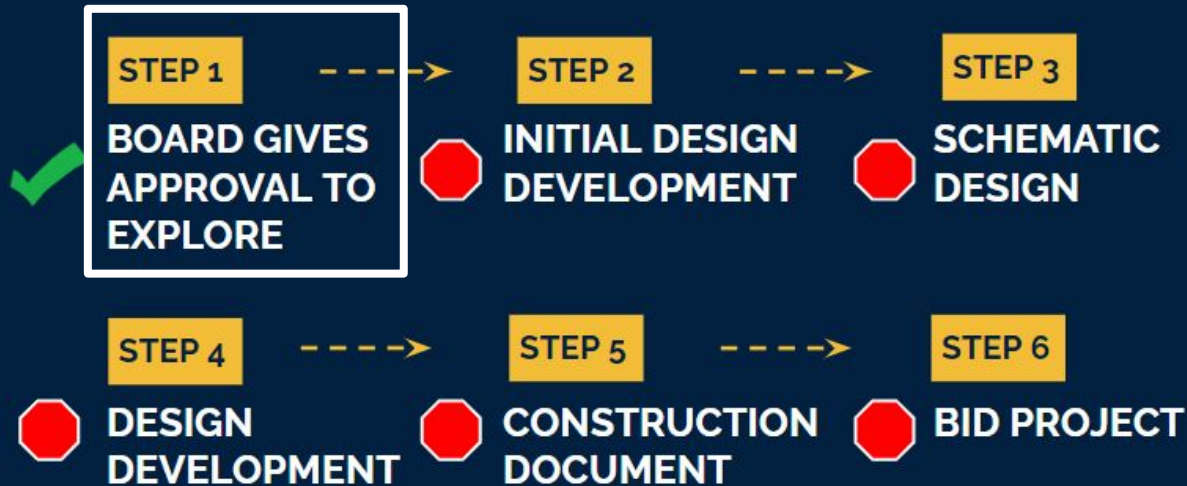 STEP 1
BOARD GIVES
APPROVAL TO
EXPLORE
STEP 2
INITIAL DESIGN
DEVELOPMENT
STEP 3
SCHEMATIC
DESIGN
STEP 4
DESIGN
DEVELOPMENT
STEP 5
CONSTRUCTION
DOCUMENT
STEP 6
BID PROJECT